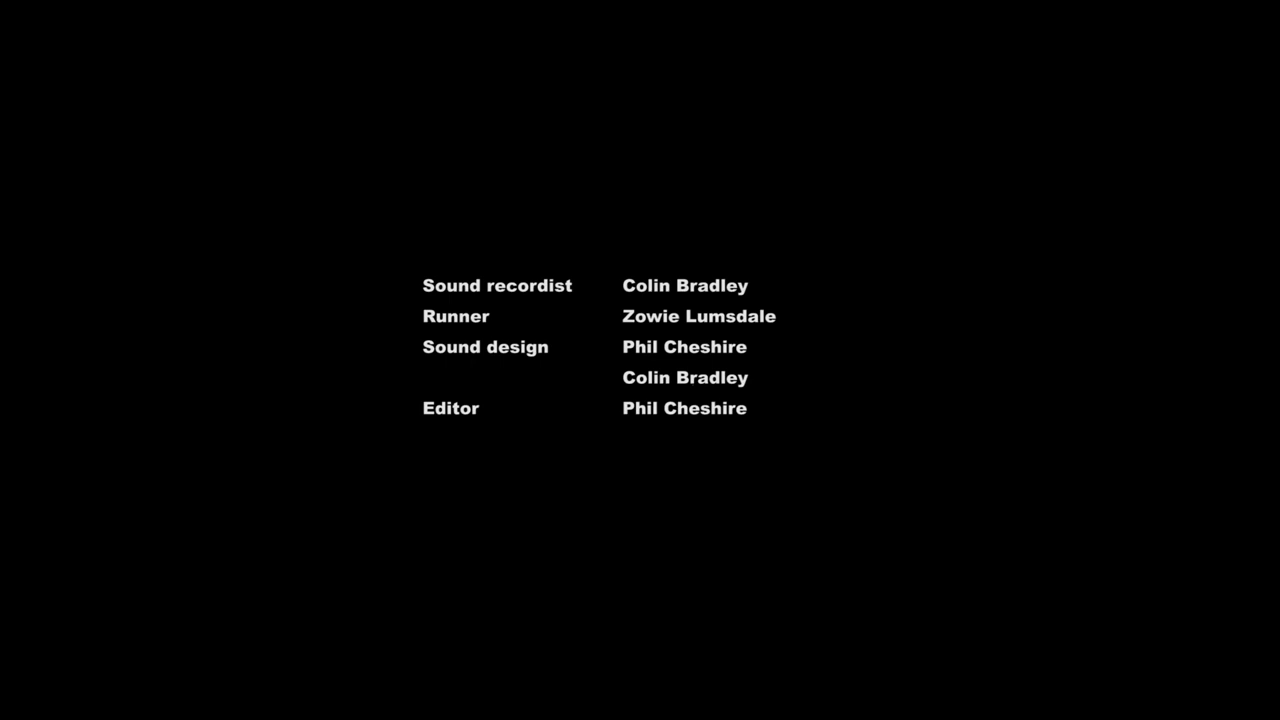 Sound recordist Colin Bradley
Runner Zowie Lumsdale
Sound design Phil Cheshire
Colin Bradley
Editor Phil Cheshire